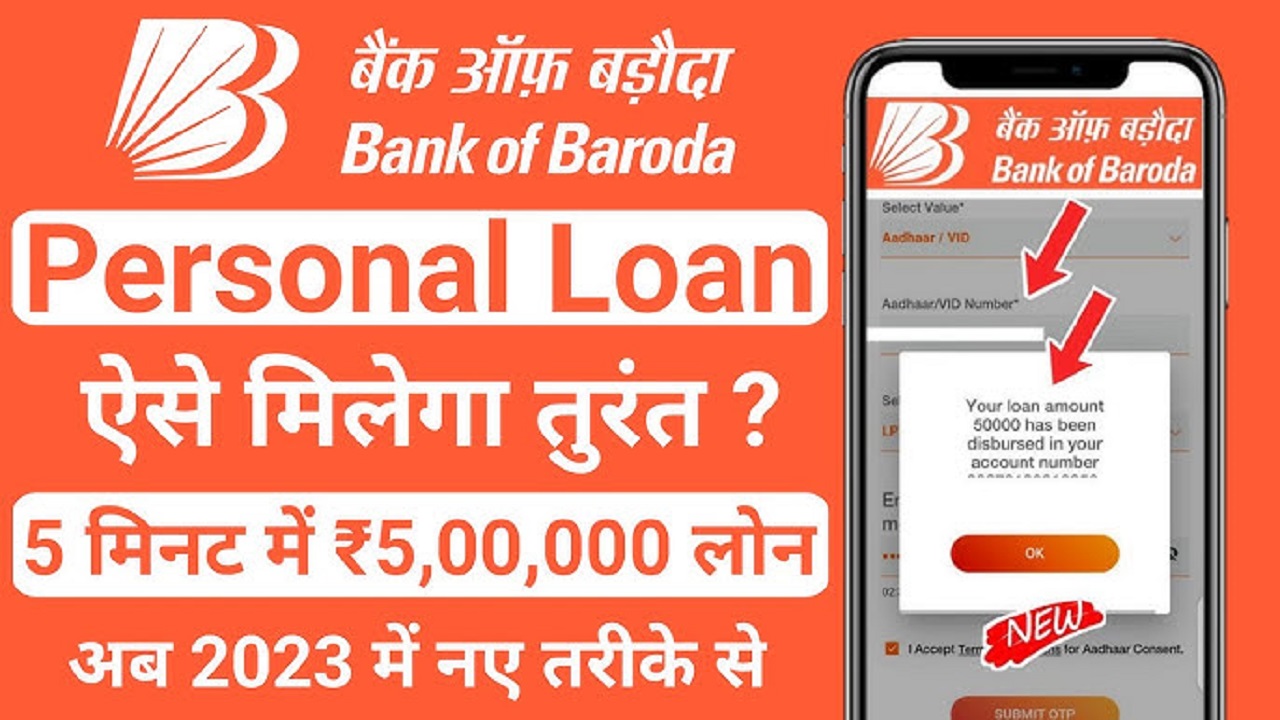 बैंक ऑफ़ बड़ौदा
Bank of Baroda
Personal Loan
ऐसे मिलेगा तुरंत ?
5 मिनट में ₹5,00,000 लोन
अब 2023 में नए तरीके से
बैंक ऑफ़ बड़ौदा
Bank of Baroda
Select Value*
Aadhaar / VID
Aadhaar/VID Number*
Your loan amount
50000 has been
disbursed in your
account number
OK
NEW
I Accept for Aadhaar Consent.
SUBMIT OTP